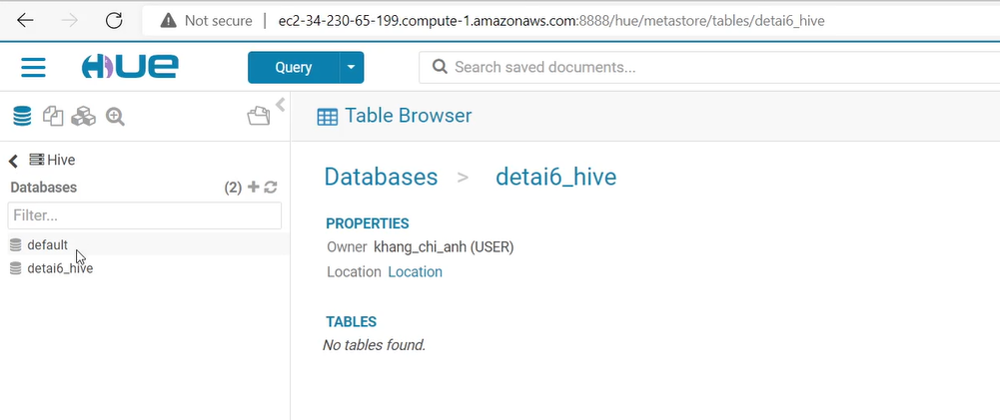 Not secure | ec2-34-230-65-199.compute-1.amazonaws.com:8888/hue/metastore/tables/detai6_hive
HUE Query Search saved documents...
Table Browser
Hive
Databases (2)
Filter...
default
detai6_hive
Databases > detai6_hive
PROPERTIES
Owner khang_chi_anh (USER)
Location Location
TABLES
No tables found.